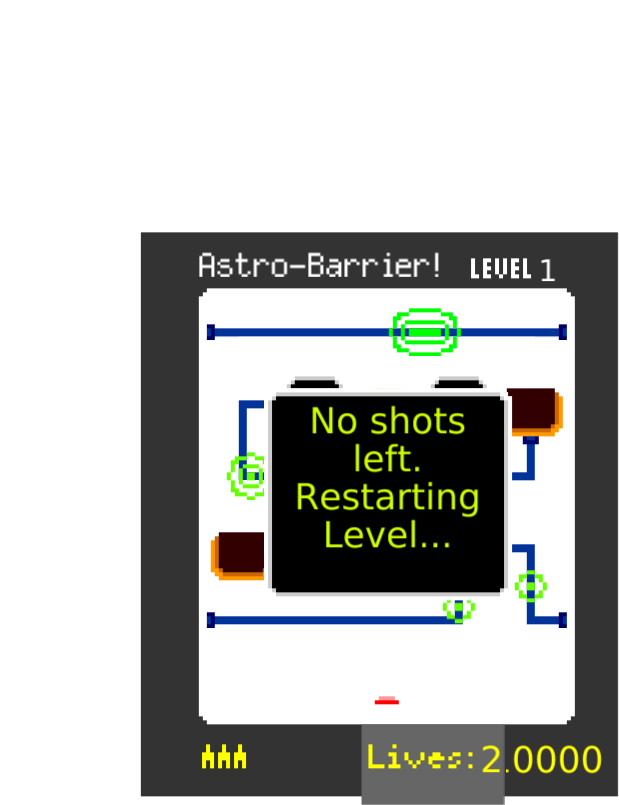 Astro-Barrier! LEVEL 1
No shots
left.
Restarting
Level...
Lives:2.0000